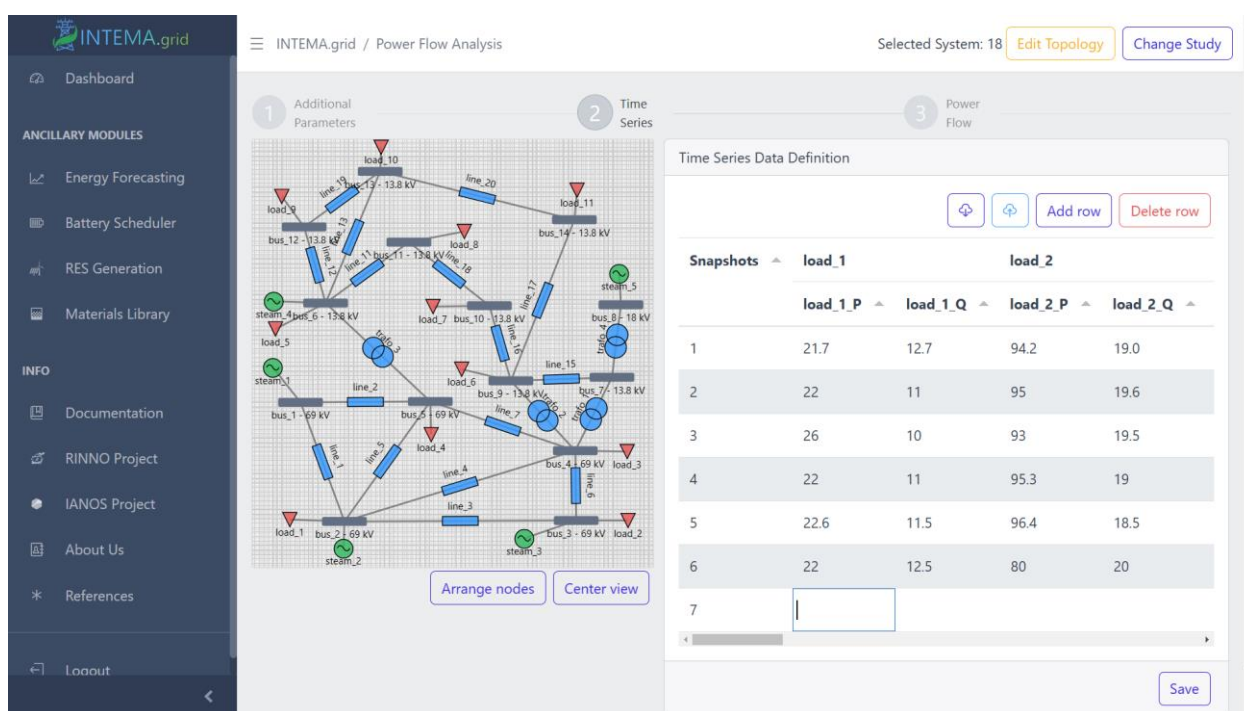 INTEMA.grid
Dashboard
ANCILLARY MODULES
Energy Forecasting
Battery Scheduler
RES Generation
Materials Library
INFO
Documentation
RINNO Project
IANOS Project
About Us
References
Logout
INTEMA.grid / Power Flow Analysis
Selected System: 18
Edit Topology
Change Study
1
Additional
Parameters
2
Time
Series
3
Power
Flow
load_10
line_19
bus_13 - 13.8 kV
line_20
load_9
load_11
bus_12 - 13.8 kV
line_13
load_8
bus_14 - 13.8 kV
line_12
line_11
bus_11 - 13.8 kV
line_18
steam_5
line_17
steam_4
bus_6 - 13.8 kV
load_7
bus_10 - 13.8 kV
bus_8 - 18 kV
load_5
trafo_3
line_16
trafo_4
steam_1
line_2
load_6
line_15
bus_9 - 13.8 kV
bus_7 - 13.8 kV
bus_1 - 69 kV
bus_5 - 69 kV
line_7
trafo_2
line_1
line_5
load_4
line_4
bus_4 - 69 kV
load_3
line_6
line_3
load_1
bus_2 - 69 kV
bus_3 - 69 kV
load_2
steam_2
steam_3
Arrange nodes
Center view
Time Series Data Definition
Add row
Delete row
Snapshots load_1 load_2
load_1_P load_1_Q load_2_P load_2_Q
1 21.7 12.7 94.2 19.0
2 22 11 95 19.6
3 26 10 93 19.5
4 22 11 95.3 19
5 22.6 11.5 96.4 18.5
6 22 12.5 80 20
7
Save